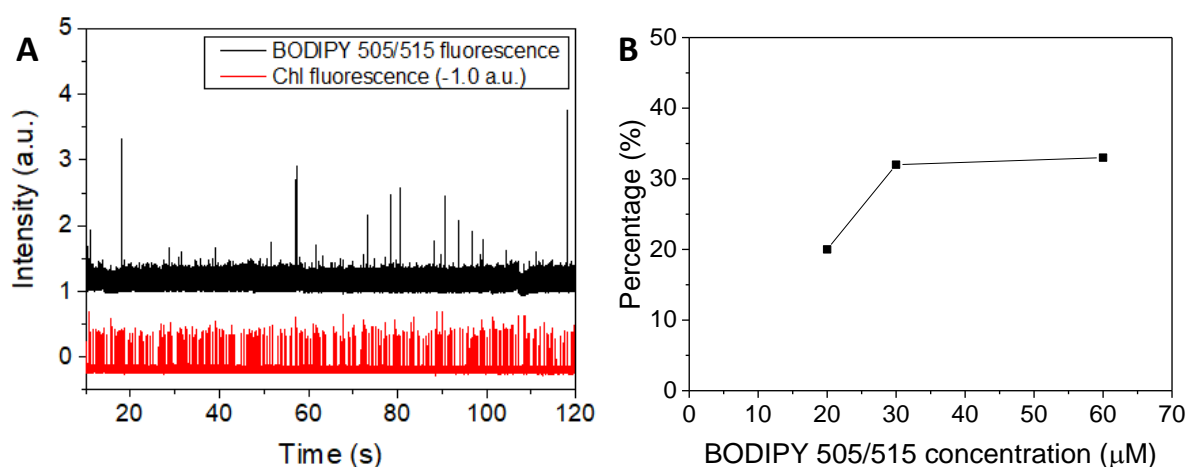 A
BODIPY 505/515 fluorescence
Chl fluorescence (-1.0 a.u.)
Intensity (a.u.)
5
4
3
2
1
0
20 40 60 80 100 120
Time (s)
B
Percentage (%)
50
40
30
20
10
0
0 10 20 30 40 50 60 70
BODIPY 505/515 concentration (μM)